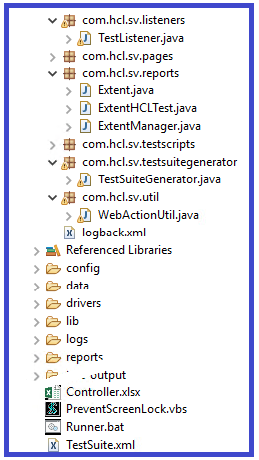 com.hcl.sv.listeners
TestListener.java
com.hcl.sv.pages
com.hcl.sv.reports
Extent.java
ExtentHCLTest.java
ExtentManager.java
com.hcl.sv.testscripts
com.hcl.sv.testsuitegenerator
TestSuiteGenerator.java
com.hcl.sv.util
WebActionUtil.java
logback.xml
Referenced Libraries
config
data
drivers
lib
logs
reports
output
Controller.xlsx
PreventScreenLock.vbs
Runner.bat
TestSuite.xml